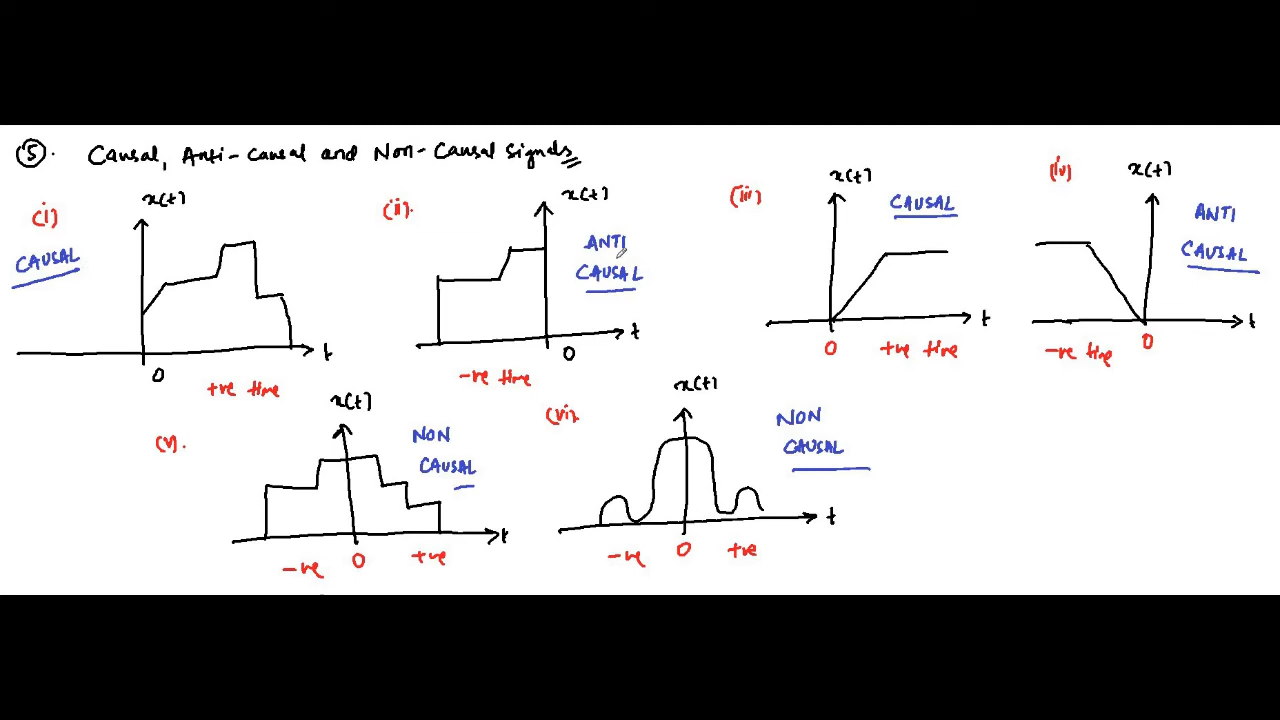 (5). Causal, Anti-Causal and Non-Causal Signals
(i)
CAUSAL
x(t)
t
0
+ve time
(ii).
x(t)
ANTI
CAUSAL
t
0
-ve time
(iii)
x(t)
CAUSAL
t
0
+ve time
(iv)
x(t)
ANTI
CAUSAL
t
0
-ve time
(v).
x(t)
NON
CAUSAL
t
-ve
0
+ve
(vi).
x(t)
NON
CAUSAL
t
-ve
0
+ve